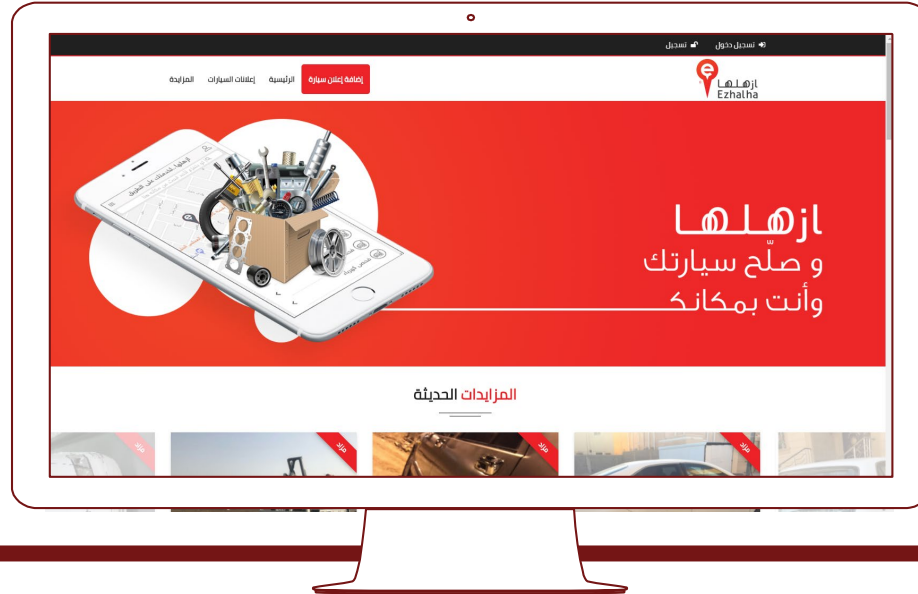 تسجيل دخول
تسجيل
ازهلها
Ezhalha
إضافة إعلان سيارة
الرئيسية
إعلانات السيارات
المزايدة
ازهلها
و صلّح سيارتك
وأنت بمكانك
المزايدات الحديثة
مزاد
مزاد
مزاد
مزاد